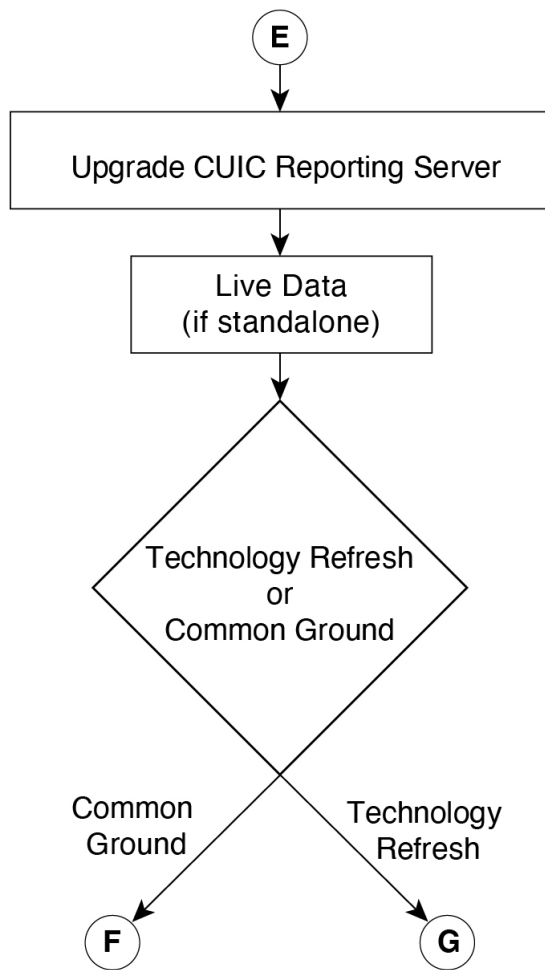 E
Upgrade CUIC Reporting Server
Live Data
(if standalone)
Technology Refresh
or
Common Ground
Common
Ground
Technology
Refresh
F
G